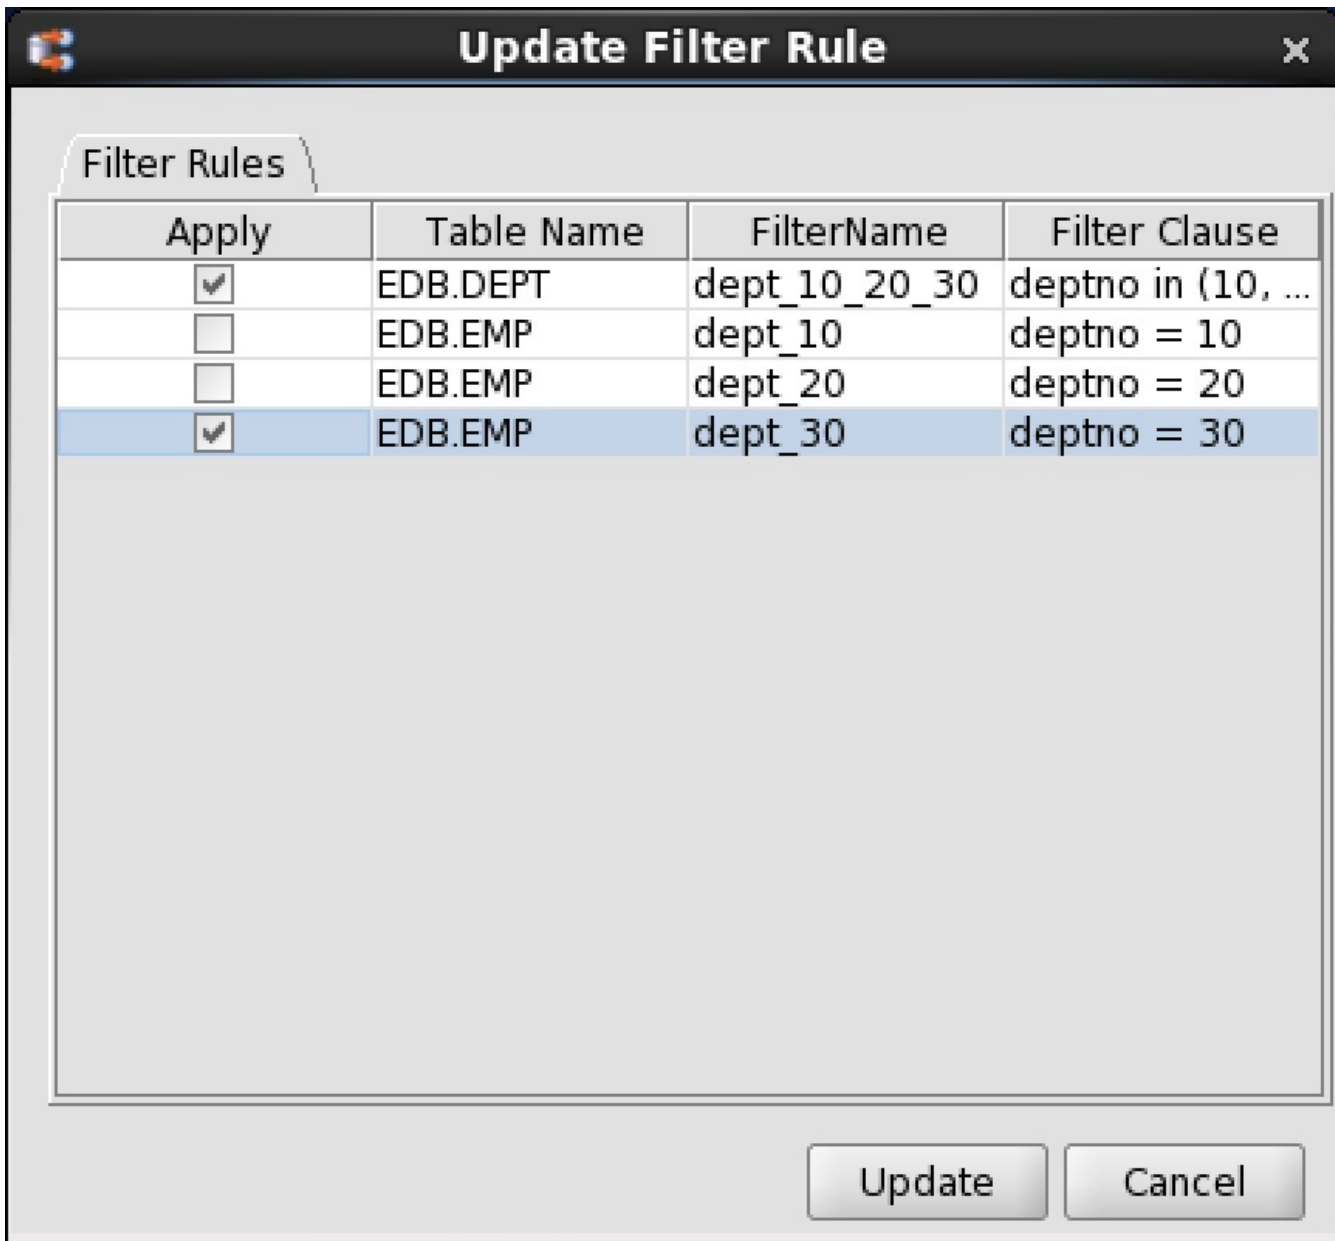 Update Filter Rule
Filter Rules
Apply Table Name FilterName Filter Clause
EDB.DEPT dept_10_20_30 deptno in (10, ...
EDB.EMP dept_10 deptno = 10
EDB.EMP dept_20 deptno = 20
EDB.EMP dept_30 deptno = 30
Update Cancel